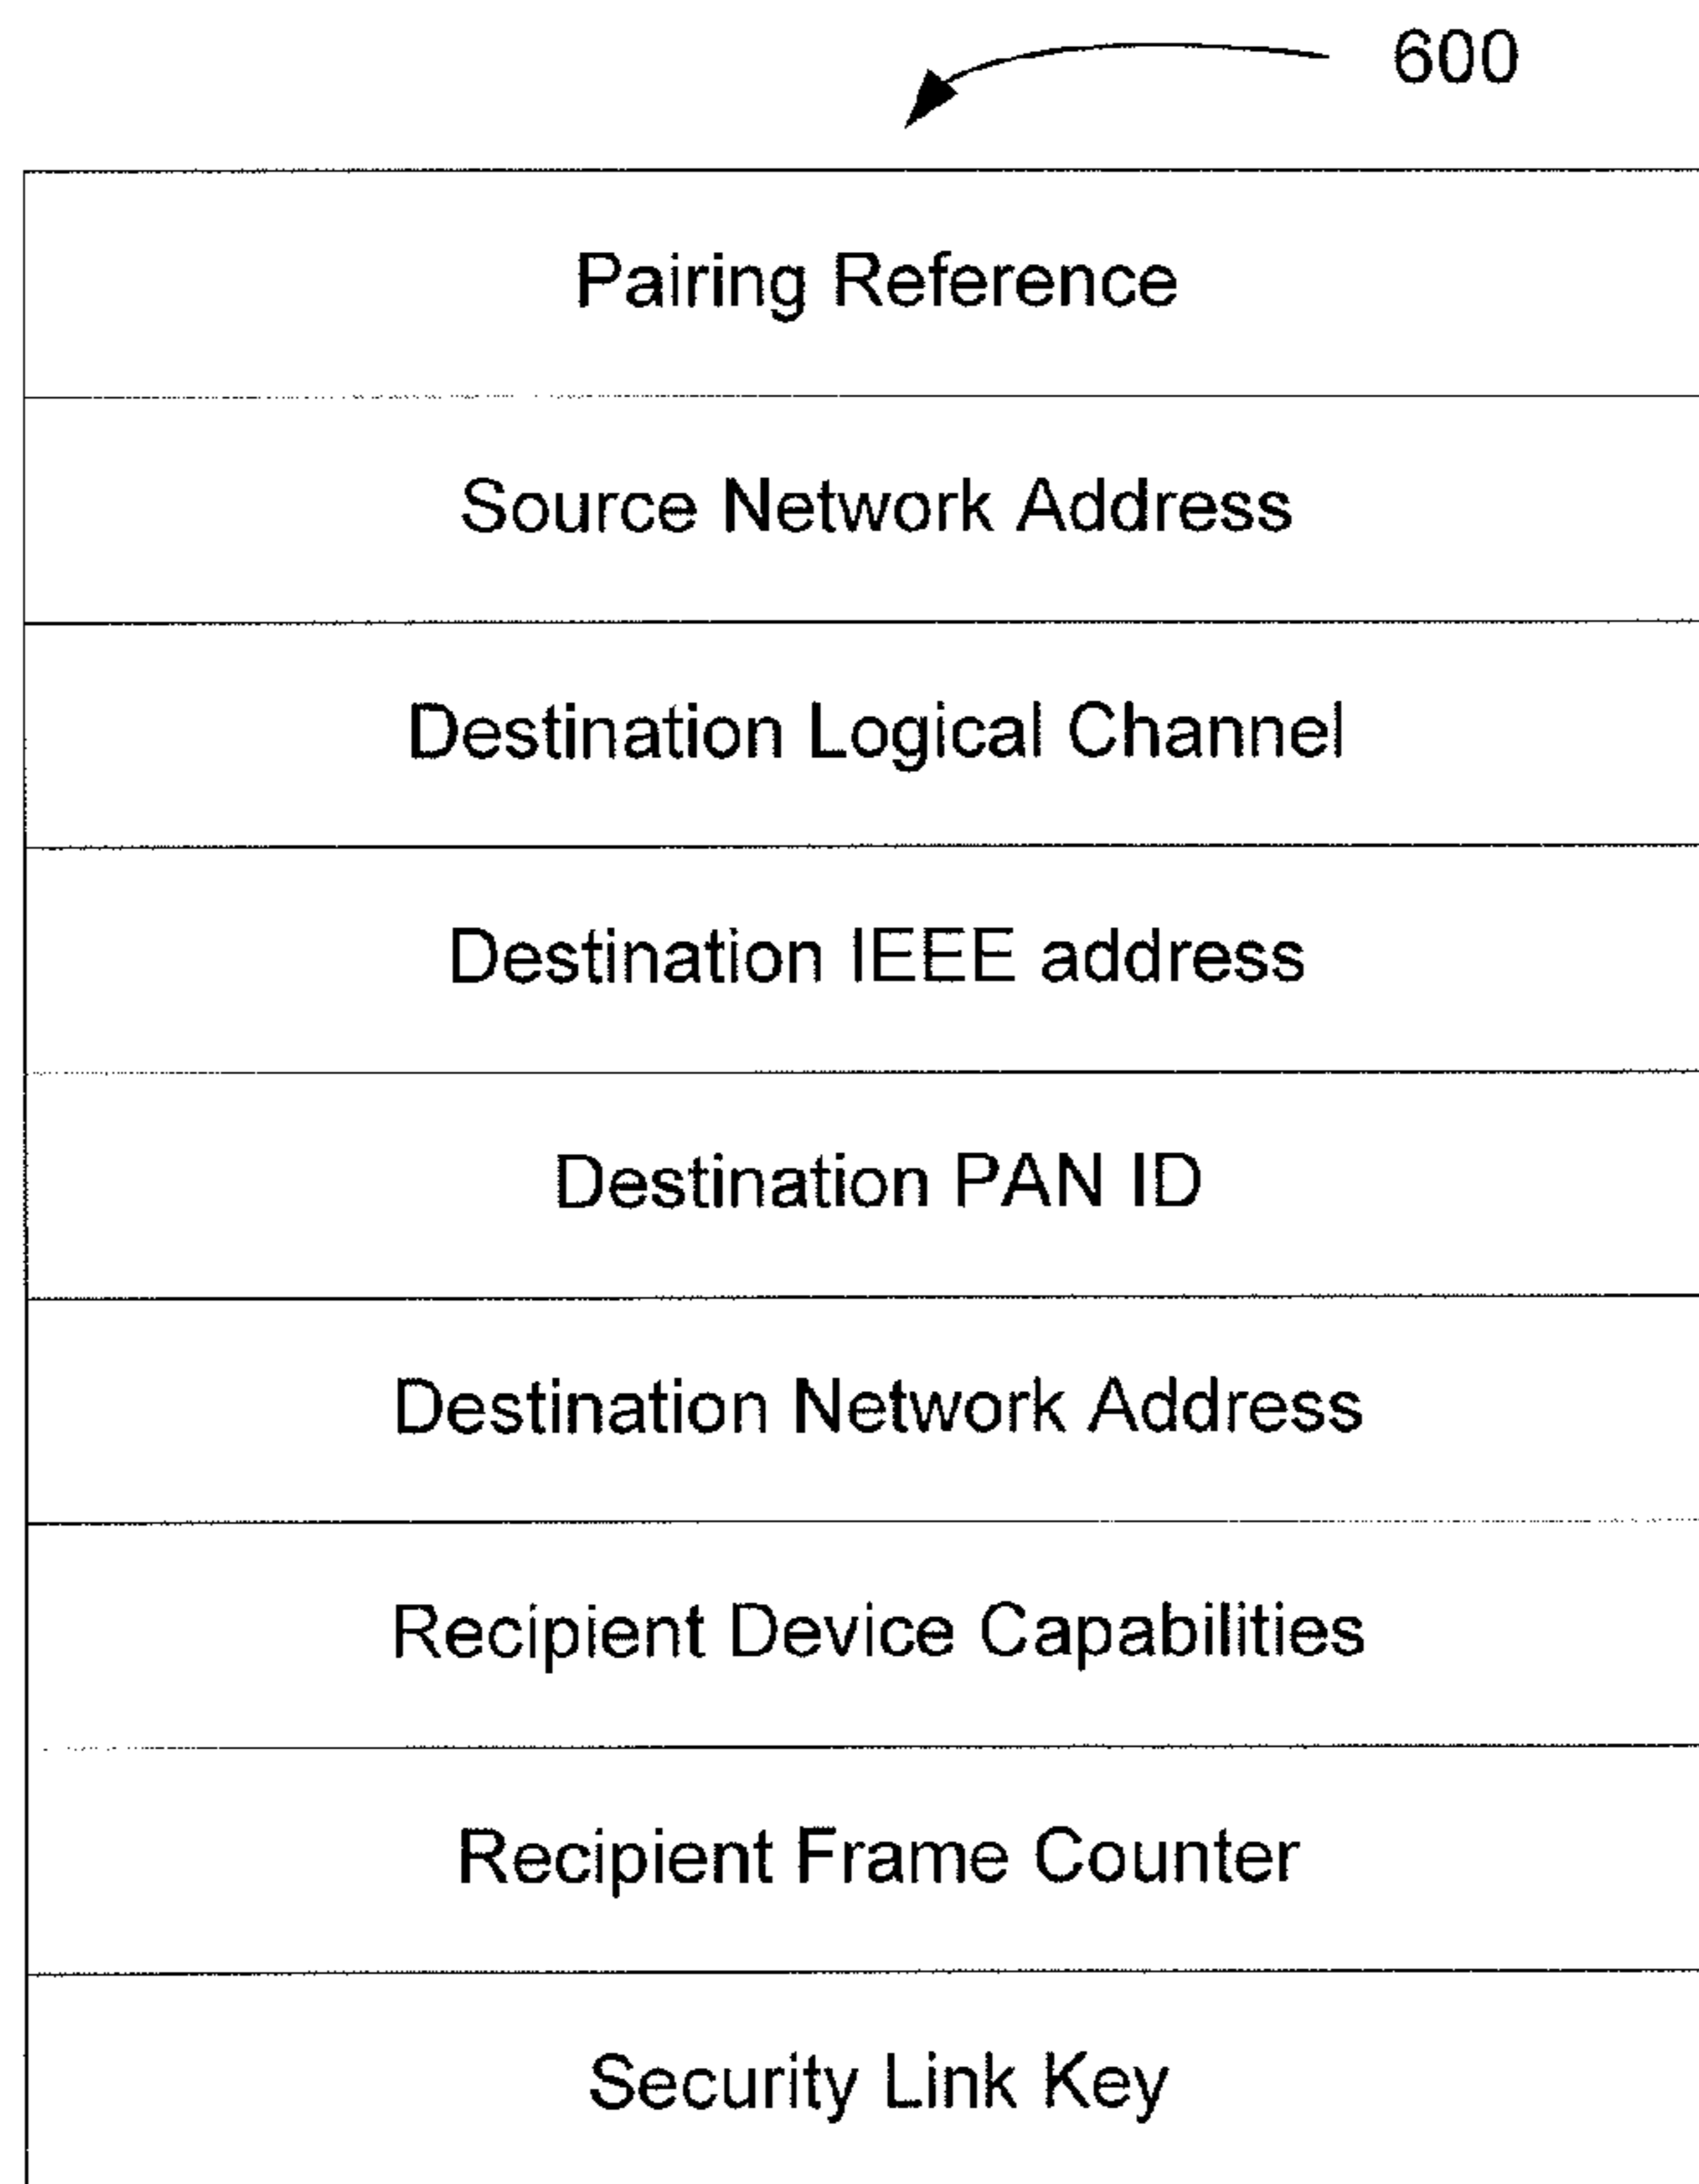 600
Pairing Reference
Source Network Address
Destination Logical Channel
Destination IEEE address
Destination PAN ID
Destination Network Address
Recipient Device Capabilities
Recipient Frame Counter
Security Link Key